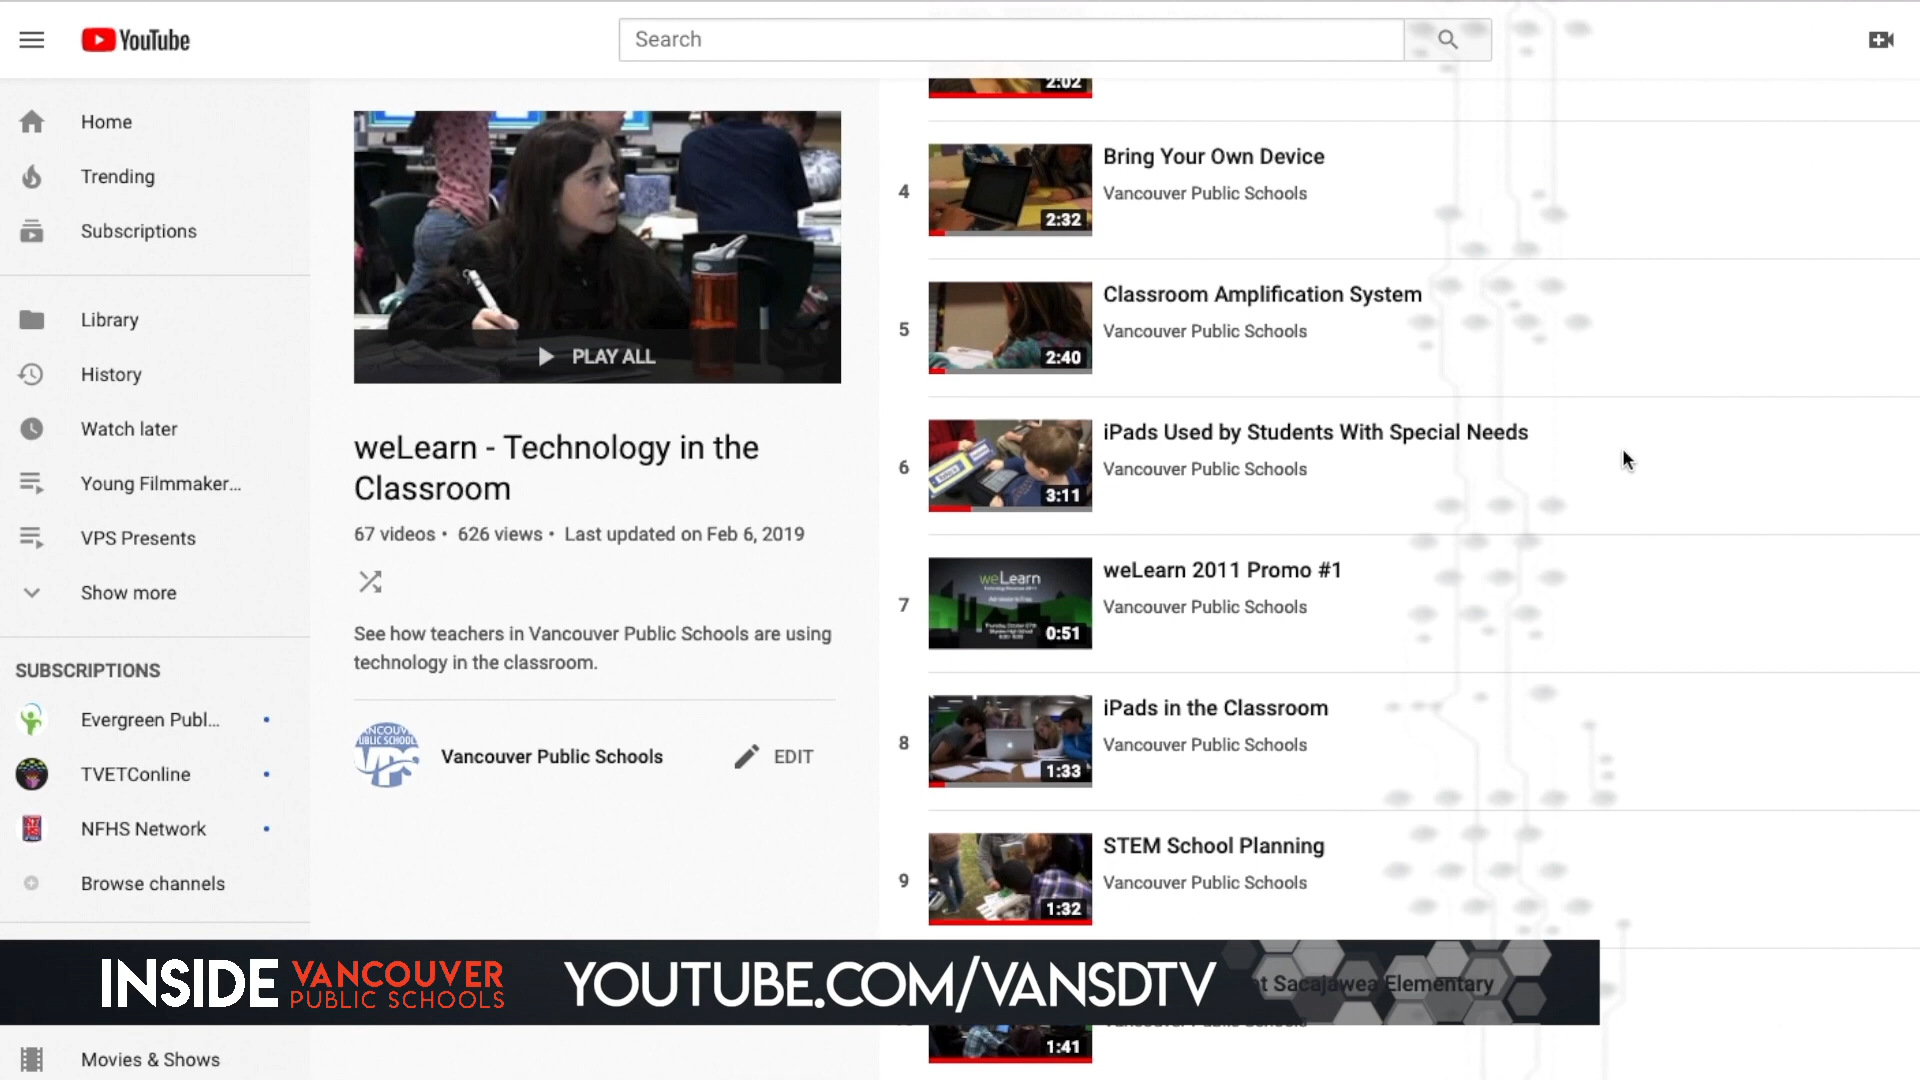 YouTube
Search
Home
Trending
Subscriptions
Library
History
Watch later
Young Filmmaker...
VPS Presents
Show more
SUBSCRIPTIONS
Evergreen Publ...
TVETConline
NFHS Network
Browse channels
Movies & Shows
PLAY ALL
weLearn - Technology in the
Classroom
67 videos • 626 views • Last updated on Feb 6, 2019
See how teachers in Vancouver Public Schools are using
technology in the classroom.
Vancouver Public Schools
EDIT
2:02
4
2:32
Bring Your Own Device
Vancouver Public Schools
5
2:40
Classroom Amplification System
Vancouver Public Schools
6
3:11
iPads Used by Students With Special Needs
Vancouver Public Schools
7
weLearn
0:51
weLearn 2011 Promo #1
Vancouver Public Schools
8
1:33
iPads in the Classroom
Vancouver Public Schools
9
1:32
STEM School Planning
Vancouver Public Schools
Sacajawea Elementary
1:41
INSIDE VANCOUVER
PUBLIC SCHOOLS
YOUTUBE.COM/VANSDTV